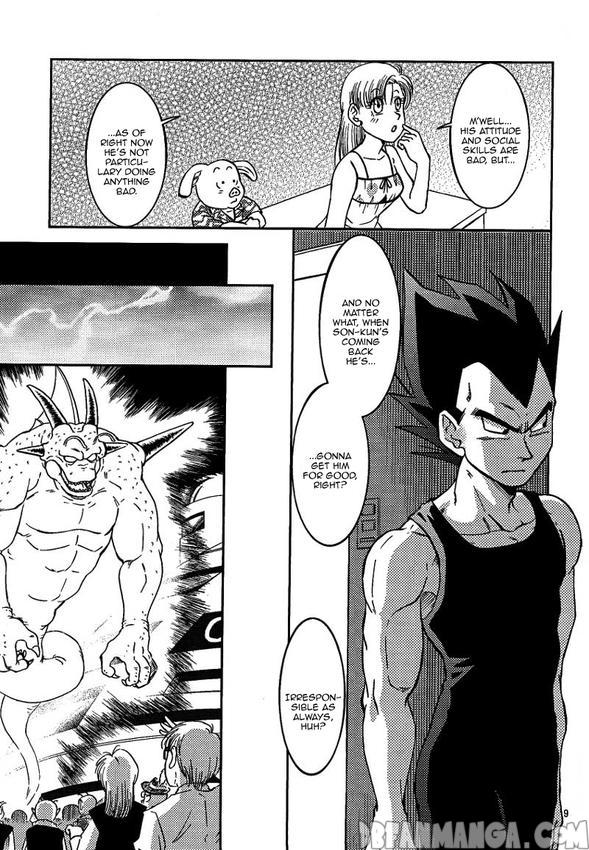 M'WELL...
HIS ATTITUDE
AND SOCIAL
SKILLS ARE
BAD, BUT...
...AS OF
RIGHT NOW
HE'S NOT
PARTICU-
LARY DOING
ANYTHING
BAD.
AND NO
MATTER
WHAT, WHEN
SON-KUN'S
COMING
BACK
HE'S...
...GONNA
GET HIM
FOR GOOD,
RIGHT?
IRRESPON-
SIBLE AS
ALWAYS,
HUH?
9
DBFANMANGA.COM